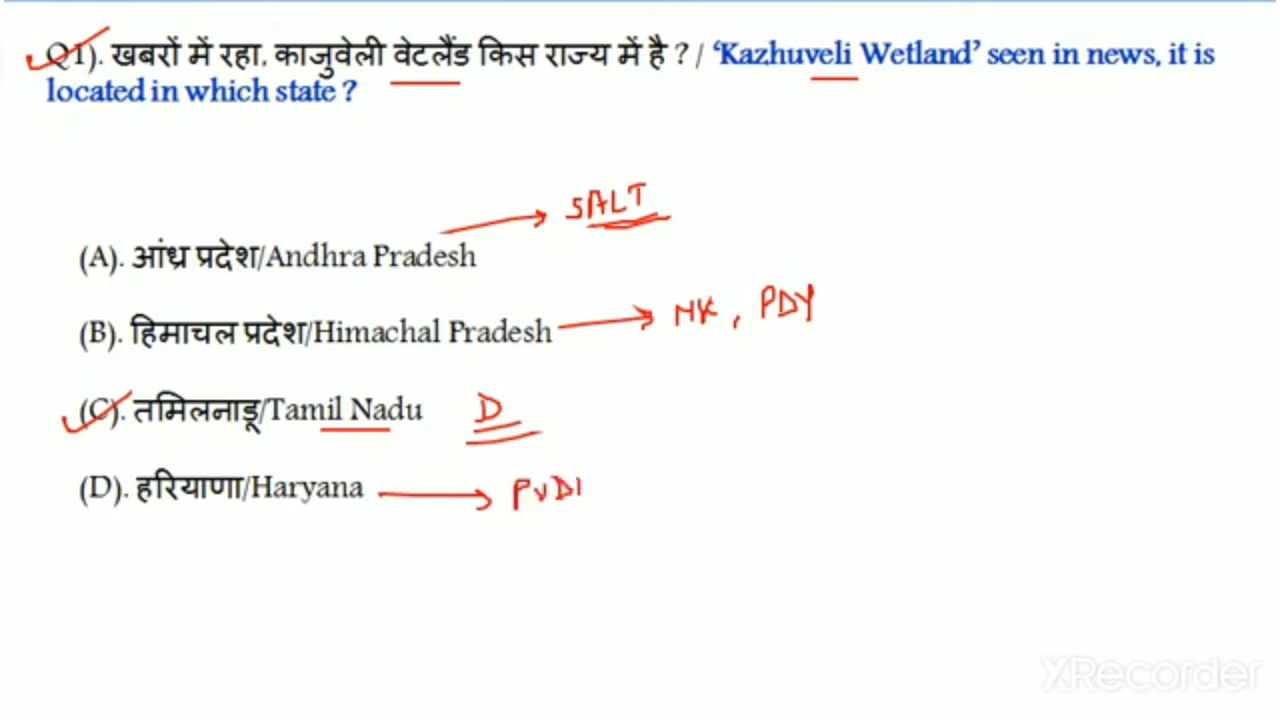 Q1). खबरों में रहा, काजुवेली वेटलैंड किस राज्य में है ? / ‘Kazhuveli Wetland’ seen in news, it is
located in which state ?
SALT
(A). आंध्र प्रदेश/Andhra Pradesh
NK, PDY
(B). हिमाचल प्रदेश/Himachal Pradesh
(C). तमिलनाडू/Tamil Nadu D
(D). हरियाणा/Haryana PVDI
XRecorder